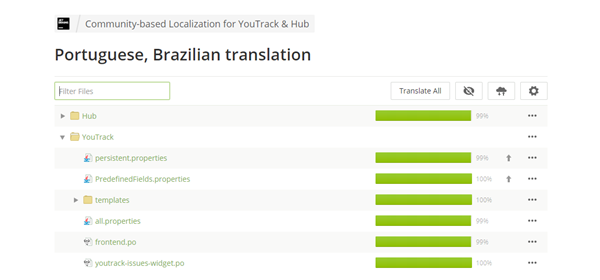 Community-based Localization for YouTrack & Hub
Portuguese, Brazilian translation
Filter Files
Translate All
Hub 99%
YouTrack
persistent.properties 99%
PredefinedFields.properties 100%
templates 100%
all.properties 99%
frontend.po 99%
youtrack-issues-widget.po 100%